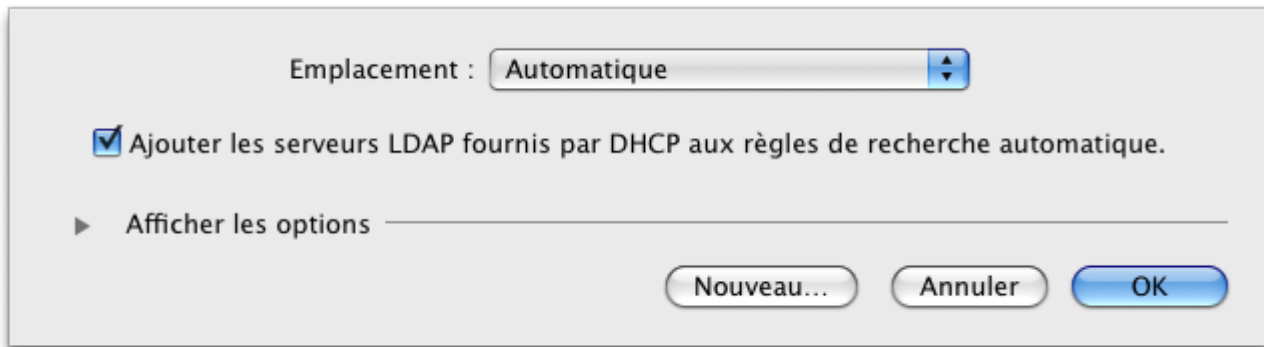 Emplacement : Automatique
Ajouter les serveurs LDAP fournis par DHCP aux règles de recherche automatique.
Afficher les options
Nouveau... Annuler OK